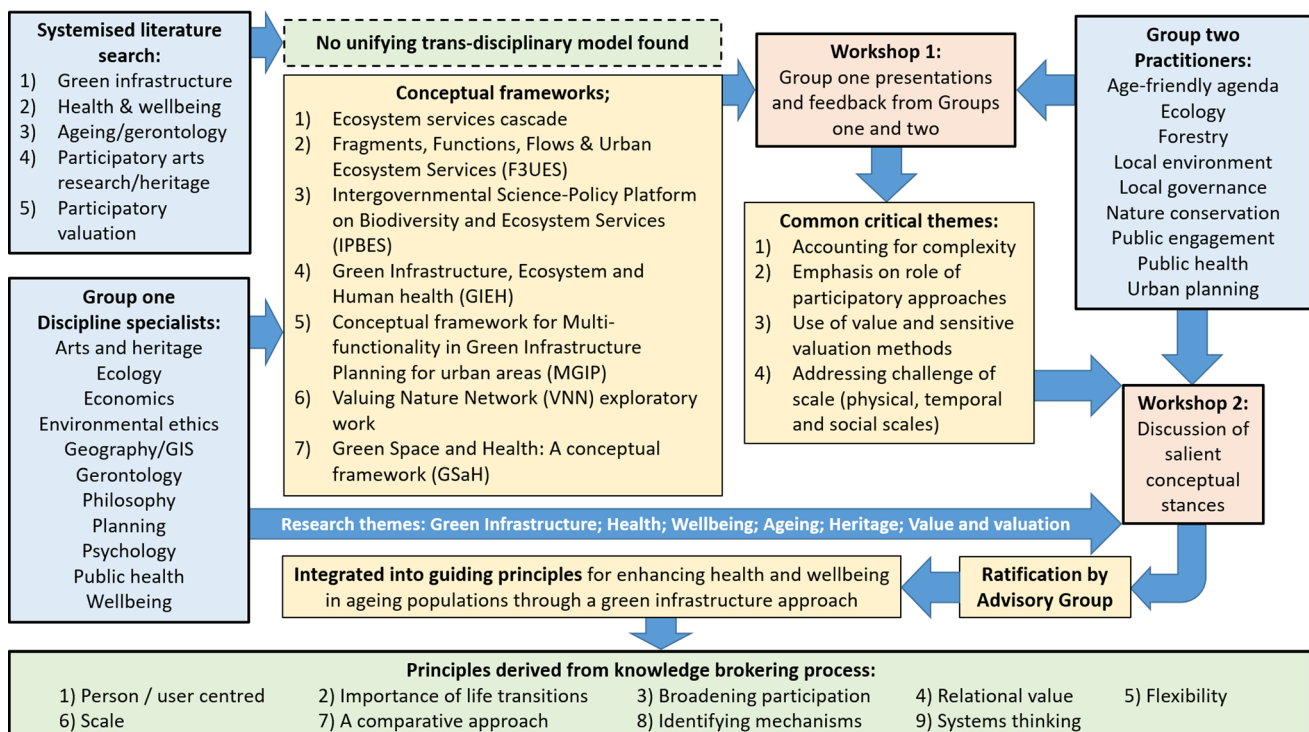 Systemised literature
search:
1) Green infrastructure
2) Health & wellbeing
3) Ageing/gerontology
4) Participatory arts
research/heritage
5) Participatory
valuation
No unifying trans-disciplinary model found
Conceptual frameworks;
1) Ecosystem services cascade
2) Fragments, Functions, Flows & Urban
Ecosystem Services (F3UES)
3) Intergovernmental Science-Policy Platform
on Biodiversity and Ecosystem Services
(IPBES)
4) Green Infrastructure, Ecosystem and
Human health (GIEH)
5) Conceptual framework for Multi-
functionality in Green Infrastructure
Planning for urban areas (MGIP)
6) Valuing Nature Network (VNN) exploratory
work
7) Green Space and Health: A conceptual
framework (GSaH)
Workshop 1:
Group one presentations
and feedback from Groups
one and two
Group two
Practitioners:
Age-friendly agenda
Ecology
Forestry
Local environment
Local governance
Nature conservation
Public engagement
Public health
Urban planning
Common critical themes:
1) Accounting for complexity
2) Emphasis on role of
participatory approaches
3) Use of value and sensitive
valuation methods
4) Addressing challenge of
scale (physical, temporal
and social scales)
Group one
Discipline specialists:
Arts and heritage
Ecology
Economics
Environmental ethics
Geography/GIS
Gerontology
Philosophy
Planning
Psychology
Public health
Wellbeing
Workshop 2:
Discussion of
salient
conceptual
stances
Research themes: Green Infrastructure; Health; Wellbeing; Ageing; Heritage; Value and valuation
Integrated into guiding principles for enhancing health and wellbeing
in ageing populations through a green infrastructure approach
Ratification by
Advisory Group
Principles derived from knowledge brokering process:
1) Person / user centred 2) Importance of life transitions 3) Broadening participation 4) Relational value 5) Flexibility
6) Scale 7) A comparative approach 8) Identifying mechanisms 9) Systems thinking